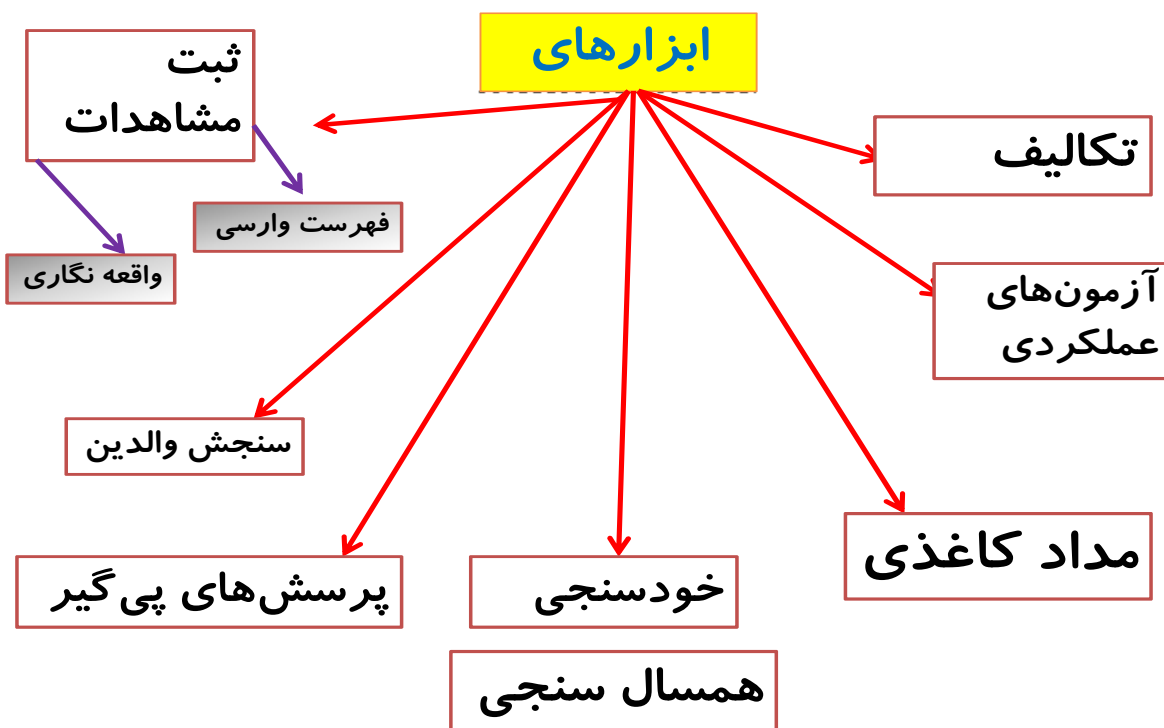 ابزارهای
ثبت
مشاهدات
تکالیف
فهرست وارسی
واقعه نگاری
آزمون‌های
عملکردی
سنجش والدین
مداد کاغذی
پرسش‌های پی‌گیر
خودسنجی
همسال سنجی